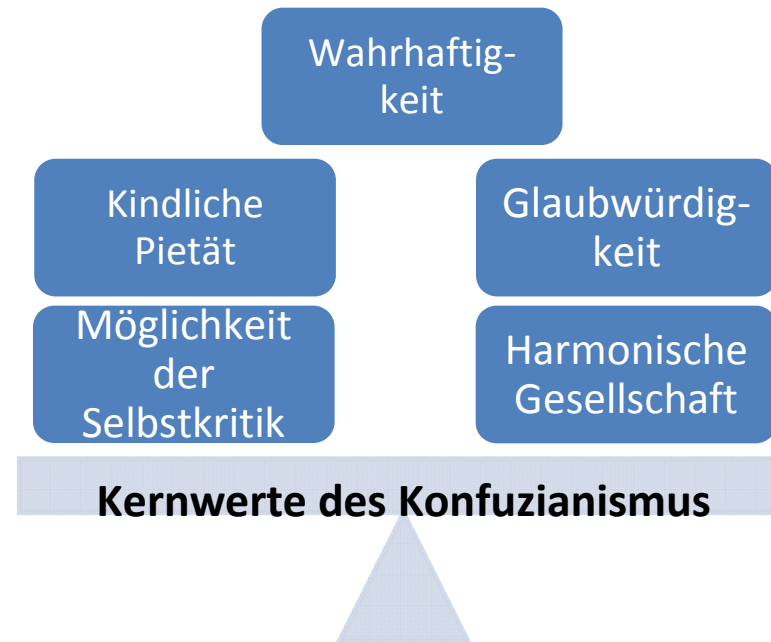 Wahrhaftig-
keit
Kindliche
Pietät
Glaubwürdig-
keit
Möglichkeit
der
Selbstkritik
Harmonische
Gesellschaft
Kernwerte des Konfuzianismus